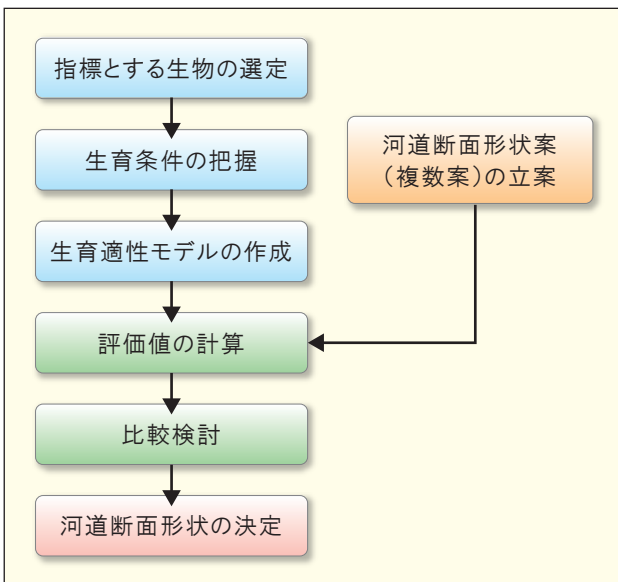 指標とする生物の選定
生育条件の把握
河道断面形状案
（複数案）の立案
生育適性モデルの作成
評価値の計算
比較検討
河道断面形状の決定